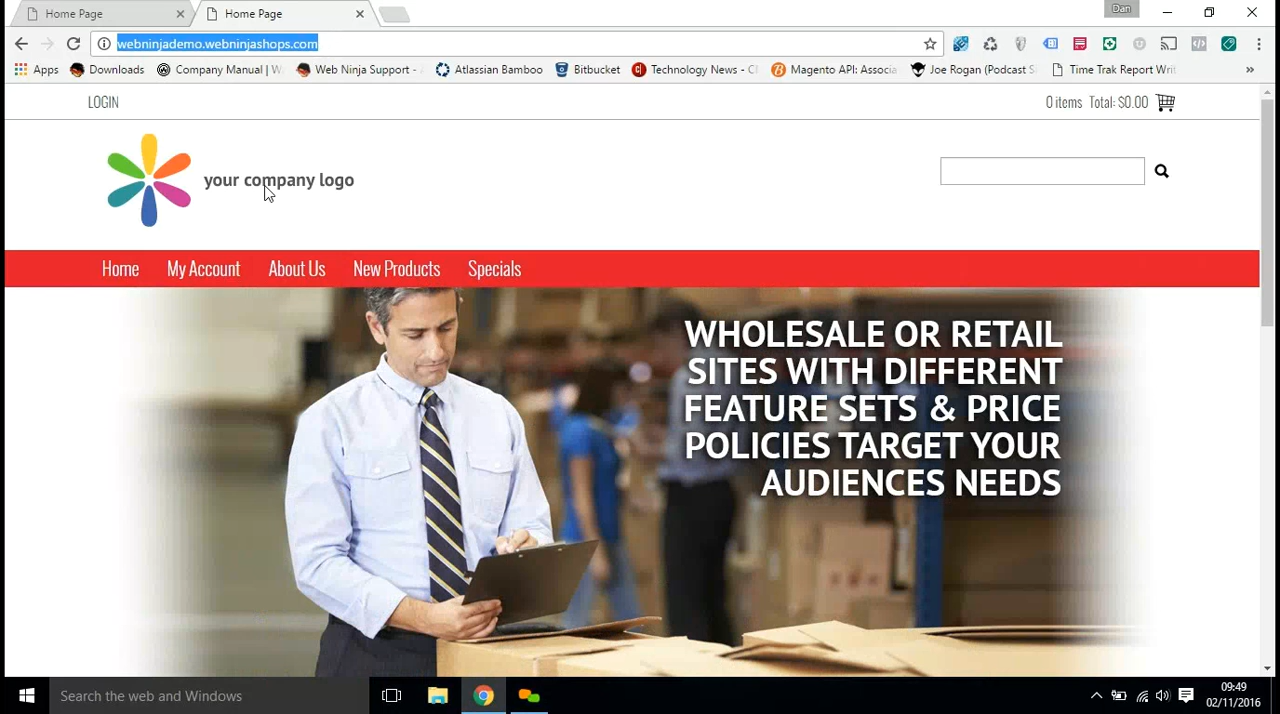 Home Page
Home Page
Dan
webninjademo.webninjashops.com
Apps
Downloads
Company Manual | W
Web Ninja Support - A
Atlassian Bamboo
Bitbucket
Technology News - C
Magento API: Associa
Joe Rogan (Podcast S
Time Trak Report Writ
»
LOGIN
0 items Total: $0.00
your company logo
Home
My Account
About Us
New Products
Specials
WHOLESALE OR RETAIL
SITES WITH DIFFERENT
FEATURE SETS & PRICE
POLICIES TARGET YOUR
AUDIENCES NEEDS
Search the web and Windows
09:49
02/11/2016